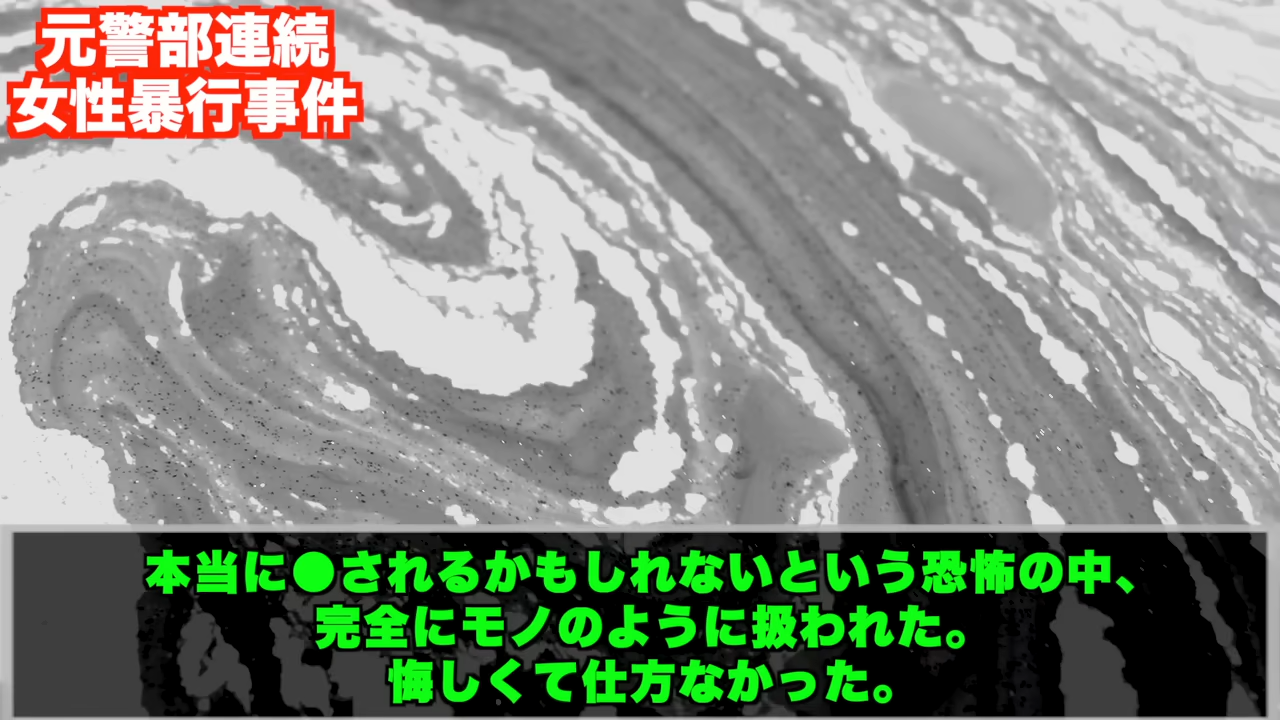 元警部連続
女性暴行事件
本当に●されるかもしれないという恐怖の中、
完全にモノのように扱われた。
悔しくて仕方なかった。